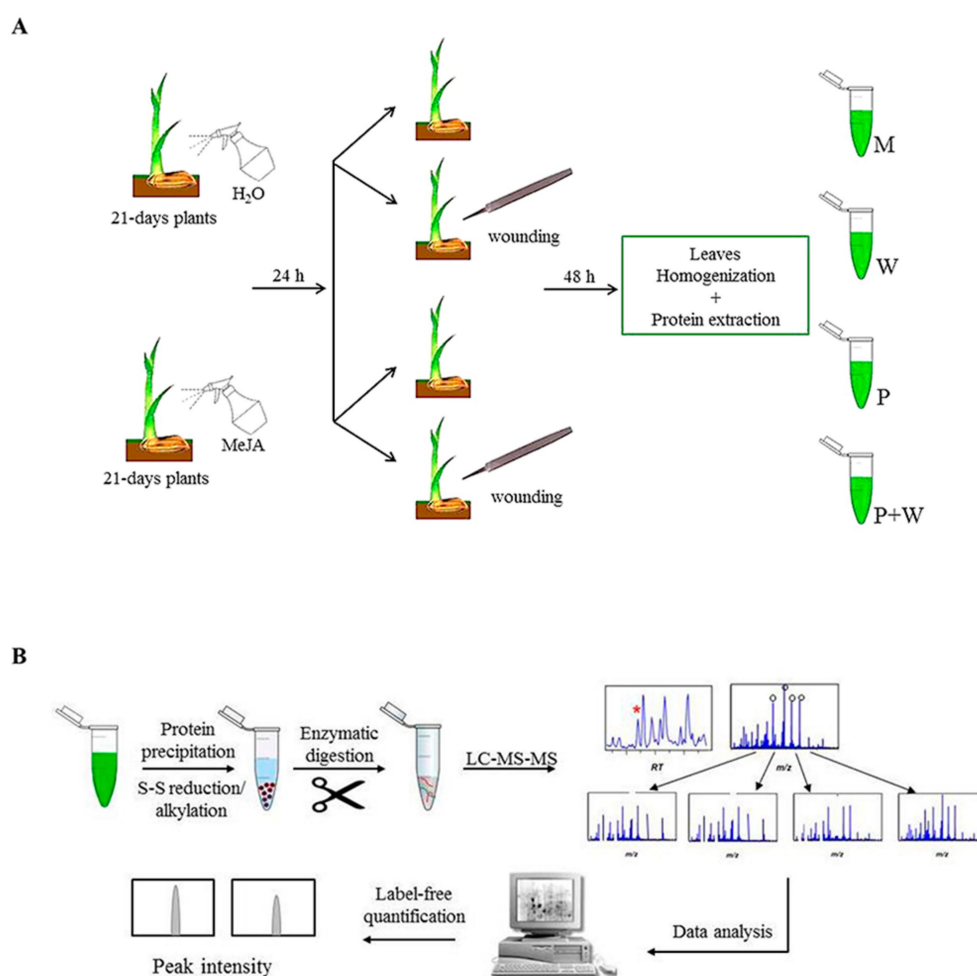 A
H₂O
21-days plants
24 h
MeJA
21-days plants
wounding
wounding
48 h
Leaves
Homogenization
+
Protein extraction
M
W
P
P+W
B
Protein
precipitation
S-S reduction/
alkylation
Enzymatic
digestion
LC-MS-MS
*
RT
m/z
m/z
m/z
m/z
m/z
Data analysis
Label-free
quantification
Peak intensity